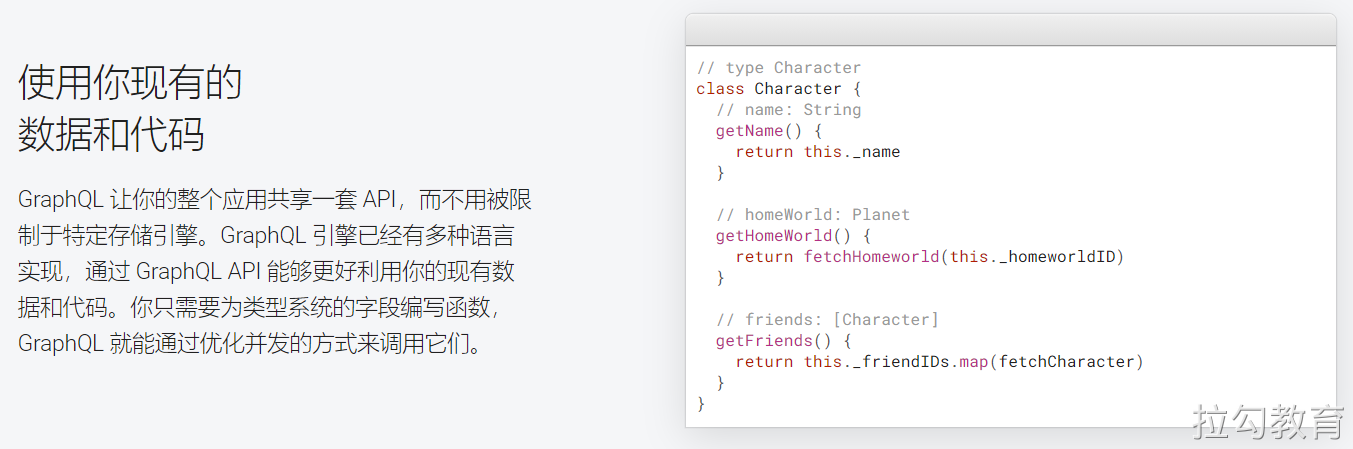 使用你现有的
数据和代码
GraphQL 让你的整个应用共享一套 API，而不用被限
制于特定存储引擎。GraphQL 引擎已经有多种语言
实现，通过 GraphQL API 能够更好利用你的现有数
据和代码。你只需要为类型系统的字段编写函数，
GraphQL 就能通过优化并发的方式来调用它们。
// type Character
class Character {
  // name: String
  getName() {
    return this._name
  }

  // homeWorld: Planet
  getHomeWorld() {
    return fetchHomeworld(this._homeworldID)
  }

  // friends: [Character]
  getFriends() {
    return this._friendIDs.map(fetchCharacter)
  }
}
拉勾教育